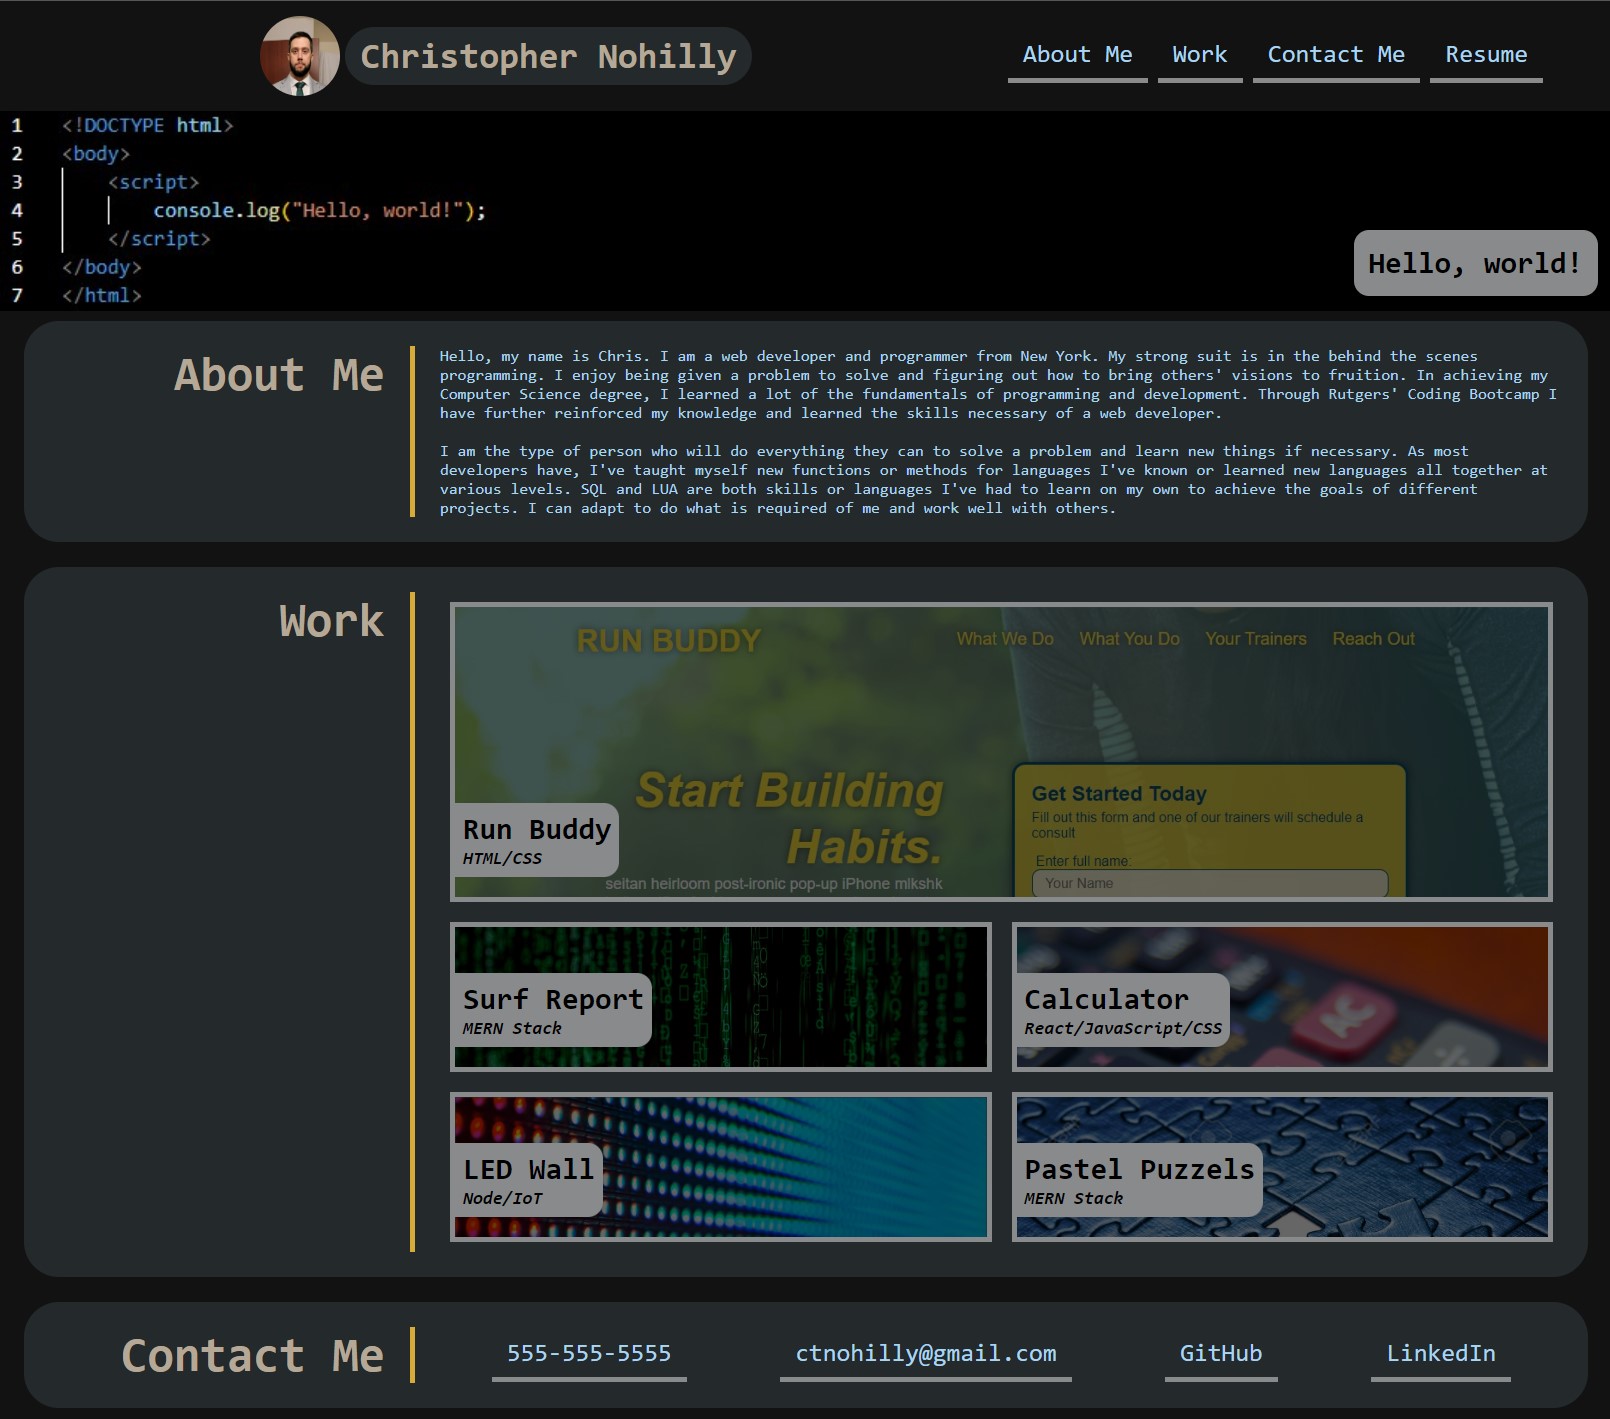 Christopher Nohilly
About Me Work Contact Me Resume
1 <!DOCTYPE html>
2 <body>
3 <script>
4 console.log("Hello, world!");
5 </script>
6 </body>
7 </html>
Hello, world!
About Me
Hello, my name is Chris. I am a web developer and programmer from New York. My strong suit is in the behind the scenes
programming. I enjoy being given a problem to solve and figuring out how to bring others' visions to fruition. In achieving my
Computer Science degree, I learned a lot of the fundamentals of programming and development. Through Rutgers' Coding Bootcamp I
have further reinforced my knowledge and learned the skills necessary of a web developer.
I am the type of person who will do everything they can to solve a problem and learn new things if necessary. As most
developers have, I've taught myself new functions or methods for languages I've known or learned new languages all together at
various levels. SQL and LUA are both skills or languages I've had to learn on my own to achieve the goals of different
projects. I can adapt to do what is required of me and work well with others.
Work
RUN BUDDY
What We Do What You Do Your Trainers Reach Out
Start Building
Habits.
seitan heirloom post-ironic pop-up iPhone mlkshk
Get Started Today
Fill out this form and one of our trainers will schedule a
consult
Enter full name:
Your Name
Run Buddy
HTML/CSS
Surf Report
MERN Stack
Calculator
React/JavaScript/CSS
AC
LED Wall
Node/IoT
Pastel Puzzels
MERN Stack
Contact Me
555-555-5555
ctnohilly@gmail.com
GitHub
LinkedIn